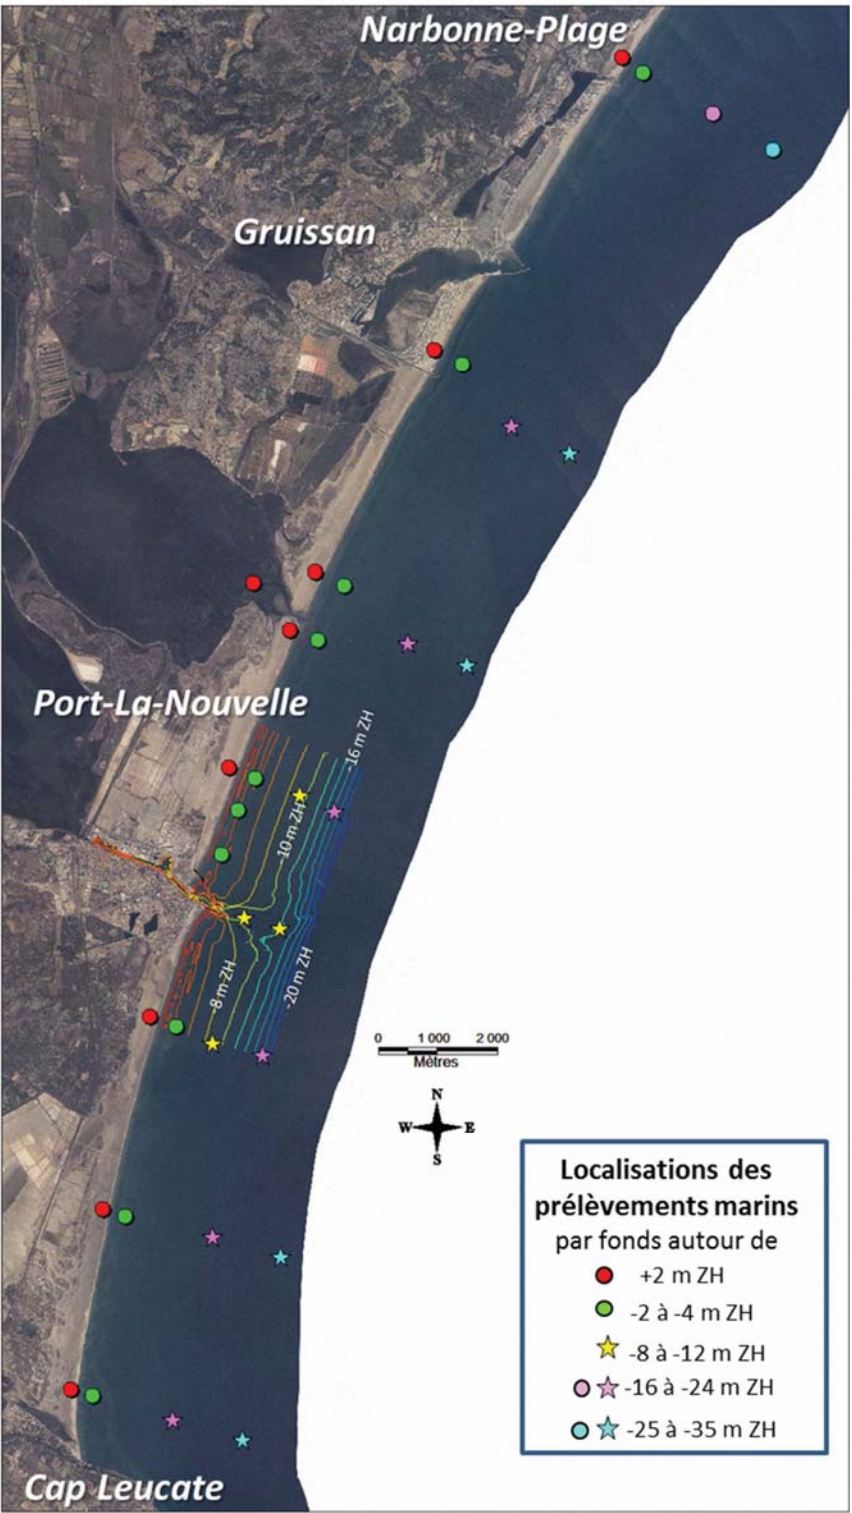 Narbonne-Plage
Gruissan
Port-La-Nouvelle
-16 m ZH
-10 m ZH
-8 m ZH
-20 m ZH
0 1 000 2 000
Mètres
N
W E
S
Localisations des
prélèvements marins
par fonds autour de
+2 m ZH
-2 à -4 m ZH
-8 à -12 m ZH
-16 à -24 m ZH
-25 à -35 m ZH
Cap Leucate